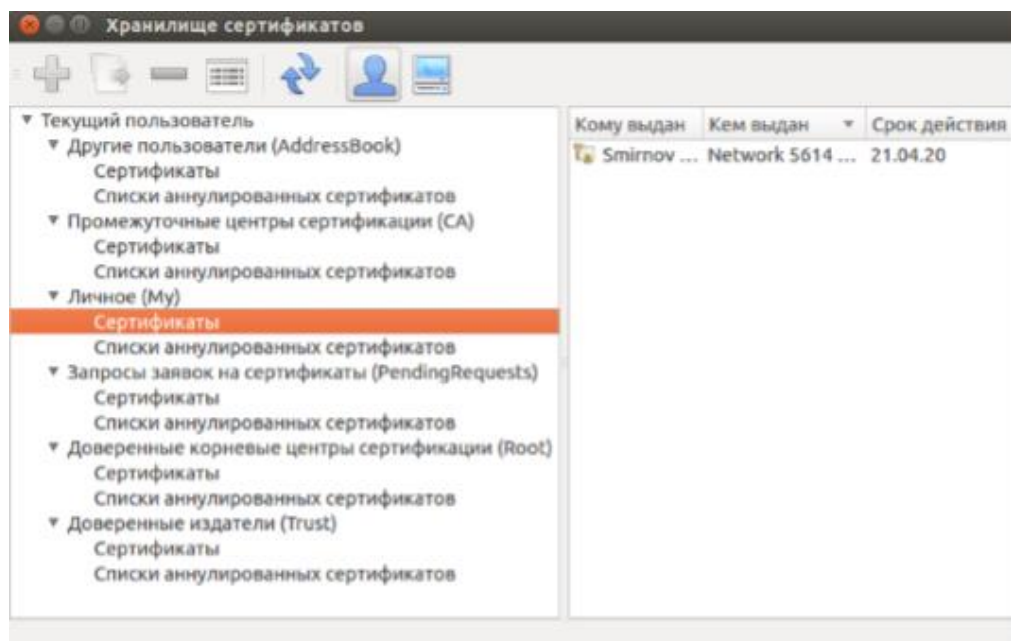 Хранилище сертификатов
Текущий пользователь
Другие пользователи (AddressBook)
Сертификаты
Списки аннулированных сертификатов
Промежуточные центры сертификации (CA)
Сертификаты
Списки аннулированных сертификатов
Личное (My)
Сертификаты
Списки аннулированных сертификатов
Запросы заявок на сертификаты (PendingRequests)
Сертификаты
Списки аннулированных сертификатов
Доверенные корневые центры сертификации (Root)
Сертификаты
Списки аннулированных сертификатов
Доверенные издатели (Trust)
Сертификаты
Списки аннулированных сертификатов
Кому выдан Кем выдан Срок действия
Smirnov ... Network 5614 ... 21.04.20